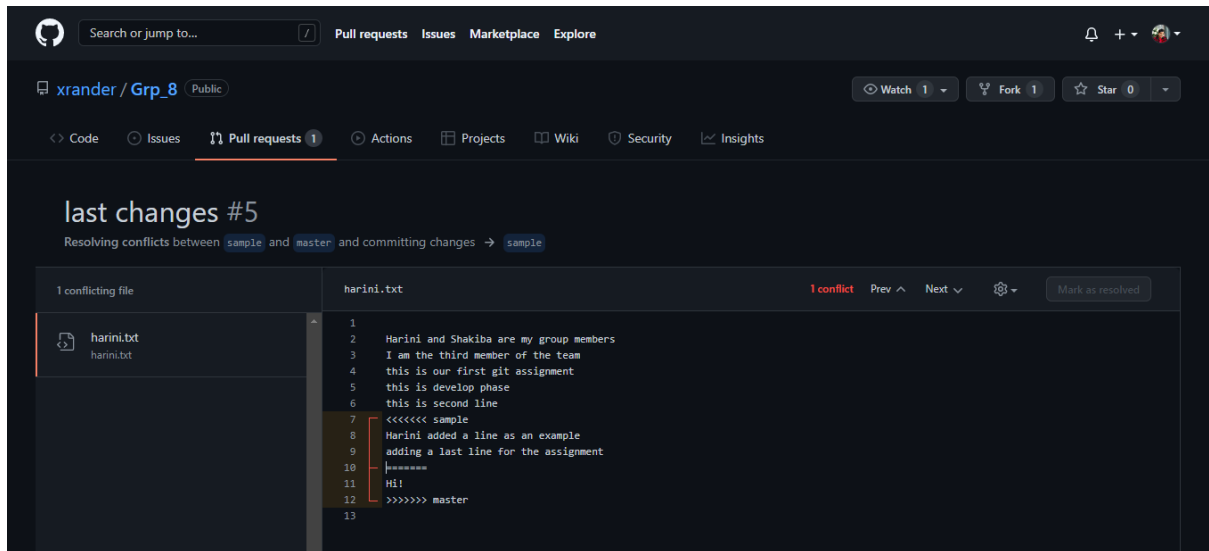 Search or jump to... / Pull requests Issues Marketplace Explore
xrander / Grp_8 Public Watch 1 Fork 1 Star 0
<> Code Issues Pull requests 1 Actions Projects Wiki Security Insights
last changes #5
Resolving conflicts between sample and master and committing changes → sample
1 conflicting file
harini.txt
harini.txt
harini.txt 1 conflict Prev Next Mark as resolved
1
2 Harini and Shakiba are my group members
3 I am the third member of the team
4 this is our first git assignment
5 this is develop phase
6 this is second line
7 <<<<<<< sample
8 Harini added a line as an example
9 adding a last line for the assignment
10 =======
11 Hi!
12 >>>>>>> master
13